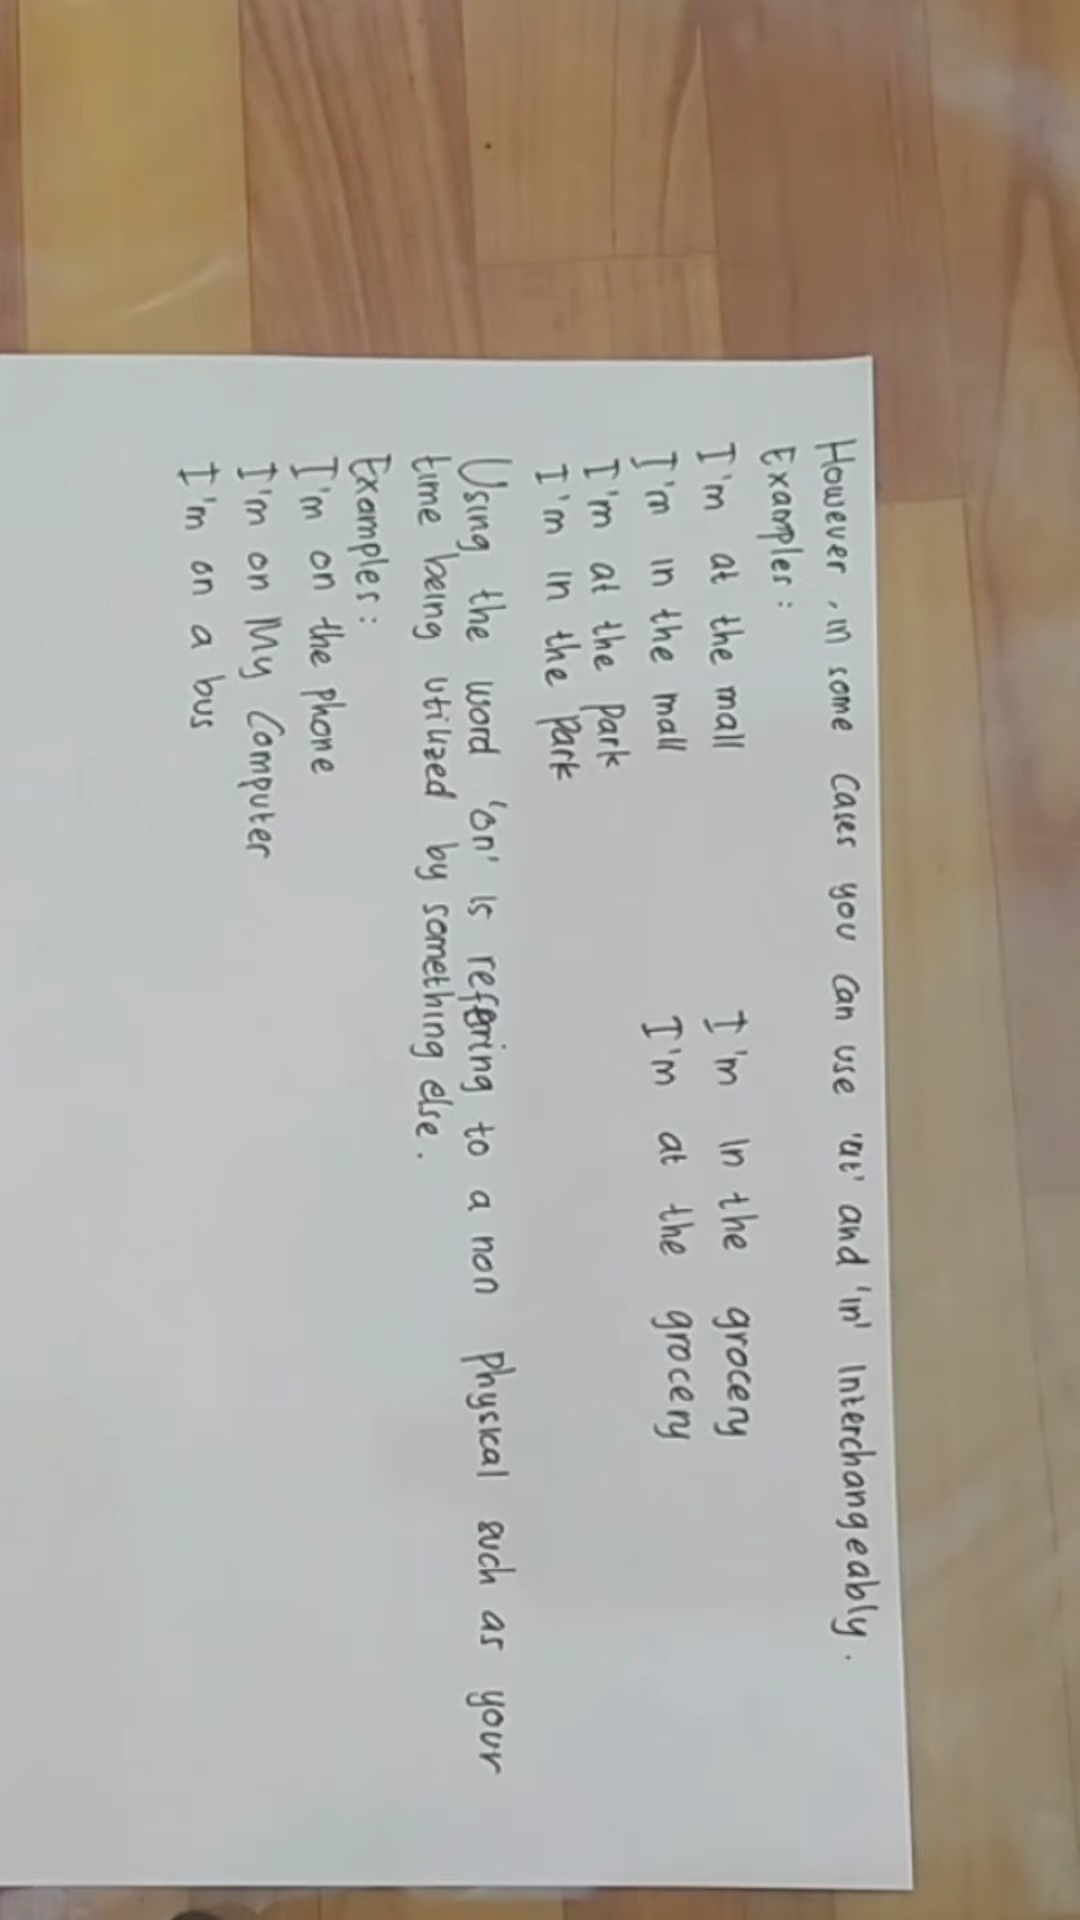 However, in some cases you can use 'at' and 'in' interchangeably.
Examples:
I'm at the mall
I'm in the mall
I'm at the park
I'm in the park
I'm in the grocery
I'm at the grocery
Using the word 'on' is refering to a non physical such as your
time being utilized by something else.
Examples:
I'm on the phone
I'm on My Computer
I'm on a bus